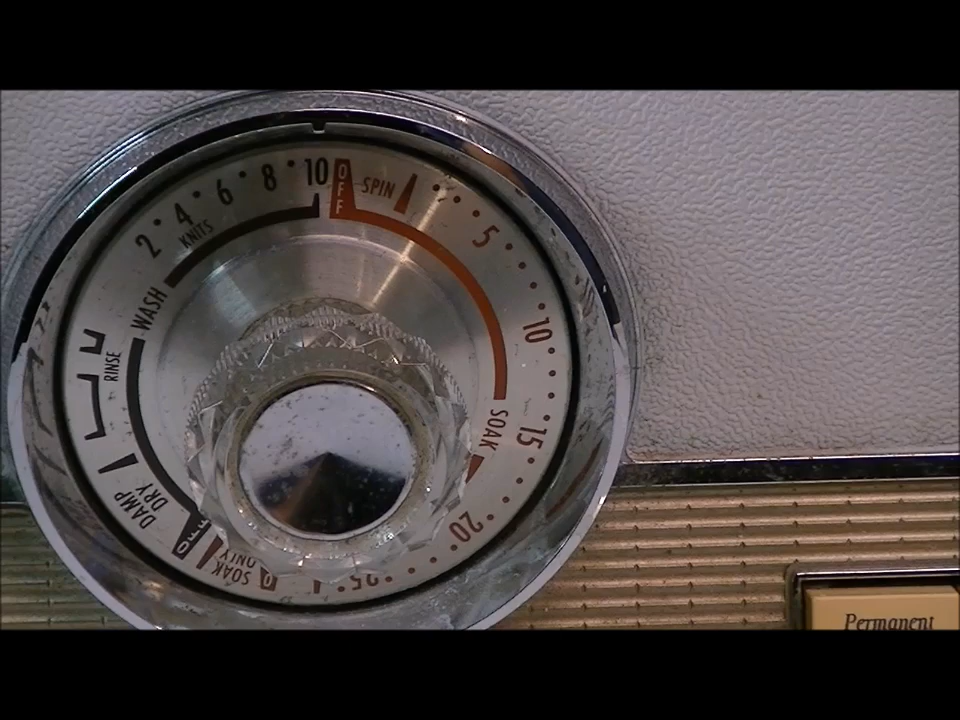 2 4 6 8 10
KNITS
WASH
RINSE
DAMP
DRY
OFF
SOAK
ONLY
OFF
SPIN
5
10
15
SOAK
20
25
Permanent